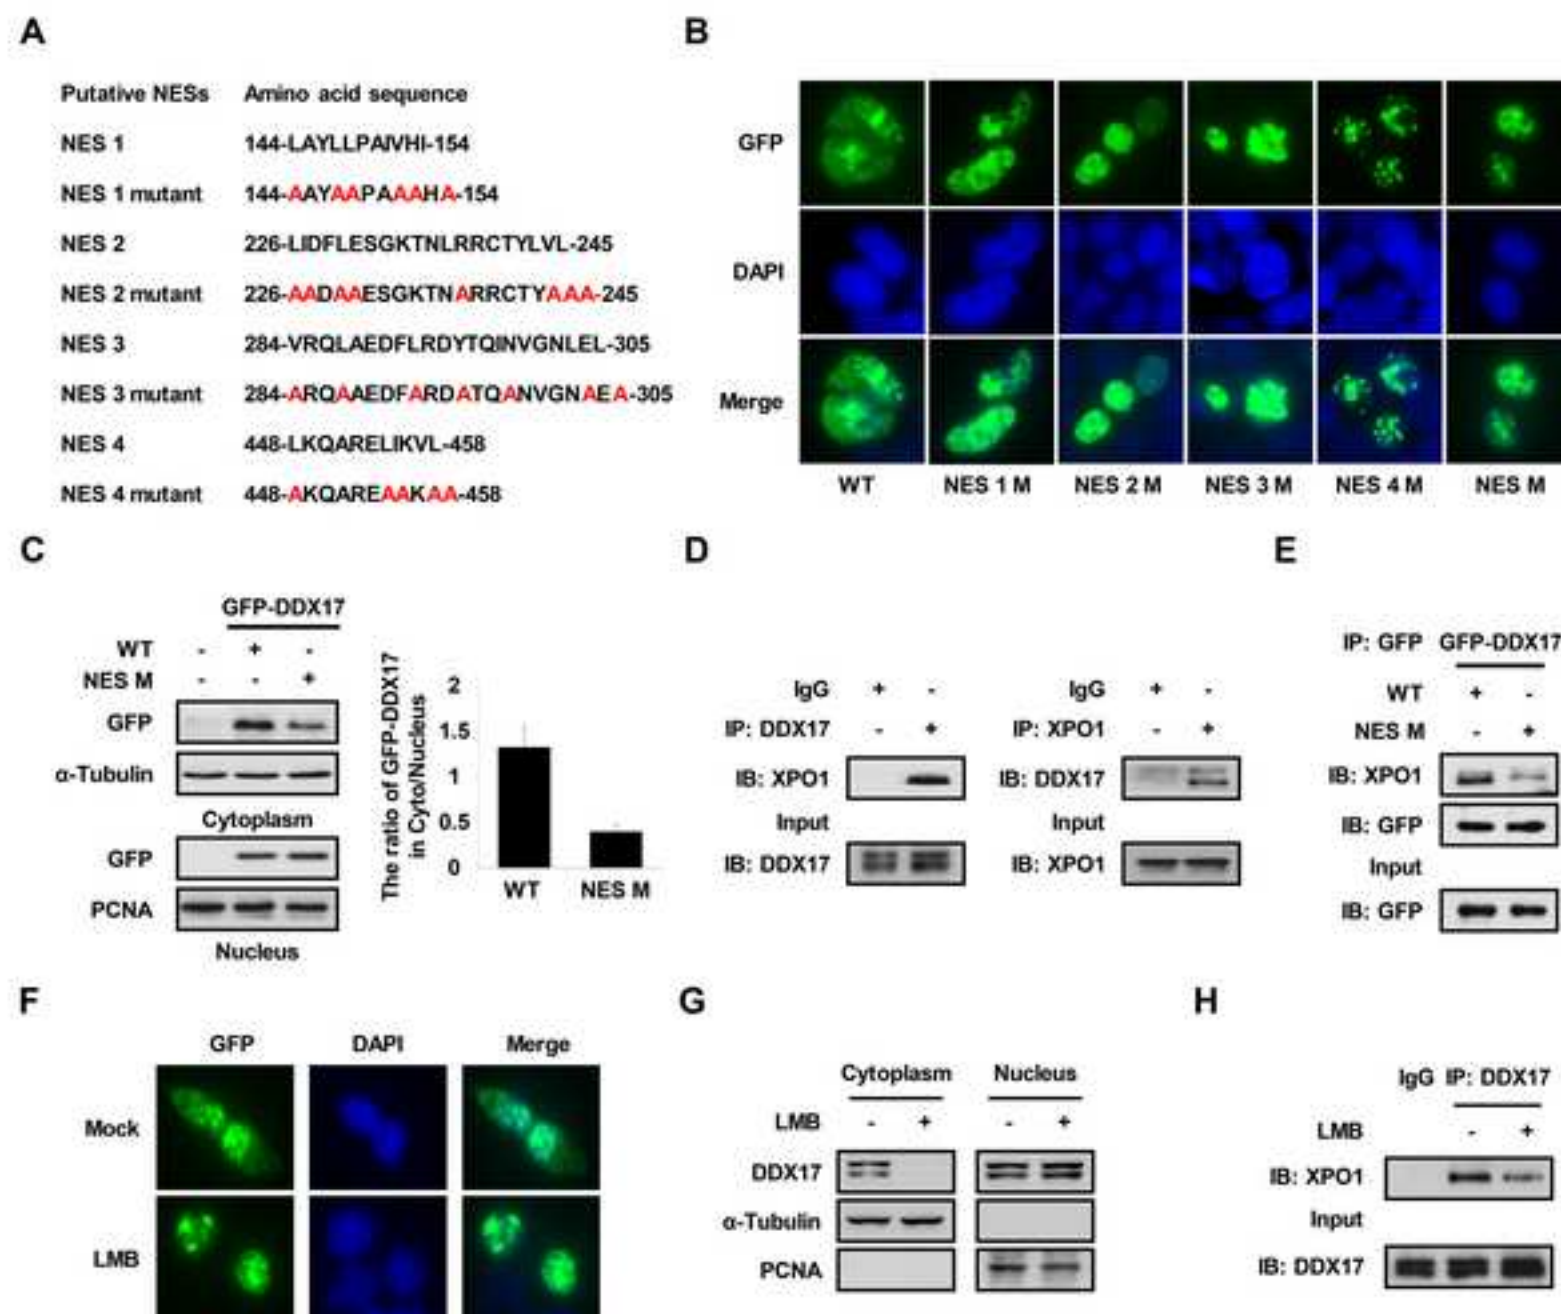 A
Putative NESs Amino acid sequence
NES 1 144-LAYLLPAIVHI-154
NES 1 mutant 144-AAYAAPAAAHA-154
NES 2 226-LIDFLESGKTNLRRCTYLVL-245
NES 2 mutant 226-AADAAESGKTNARRCTYAAA-245
NES 3 284-VRQLAEDFLRDYTQINVGNLEL-305
NES 3 mutant 284-ARQAAEDFARDATQANVGNAEA-305
NES 4 448-LKQARELIKVL-458
NES 4 mutant 448-AKQAREAAKAA-458
B
GFP
DAPI
Merge
WT NES 1 M NES 2 M NES 3 M NES 4 M NES M
C
GFP-DDX17
WT - + -
NES M - - +
GFP
α-Tubulin
Cytoplasm
GFP
PCNA
Nucleus
The ratio of GFP-DDX17
in Cyto/Nucleus
2
1.5
1
0.5
0
WT NES M
D
IgG + -
IP: DDX17 - +
IB: XPO1
Input
IB: DDX17
IgG + -
IP: XPO1 - +
IB: DDX17
Input
IB: XPO1
E
IP: GFP GFP-DDX17
WT + -
NES M - +
IB: XPO1
IB: GFP
Input
IB: GFP
F
GFP DAPI Merge
Mock
LMB
G
Cytoplasm Nucleus
LMB - + - +
DDX17
α-Tubulin
PCNA
H
IgG IP: DDX17
LMB - +
IB: XPO1
Input
IB: DDX17